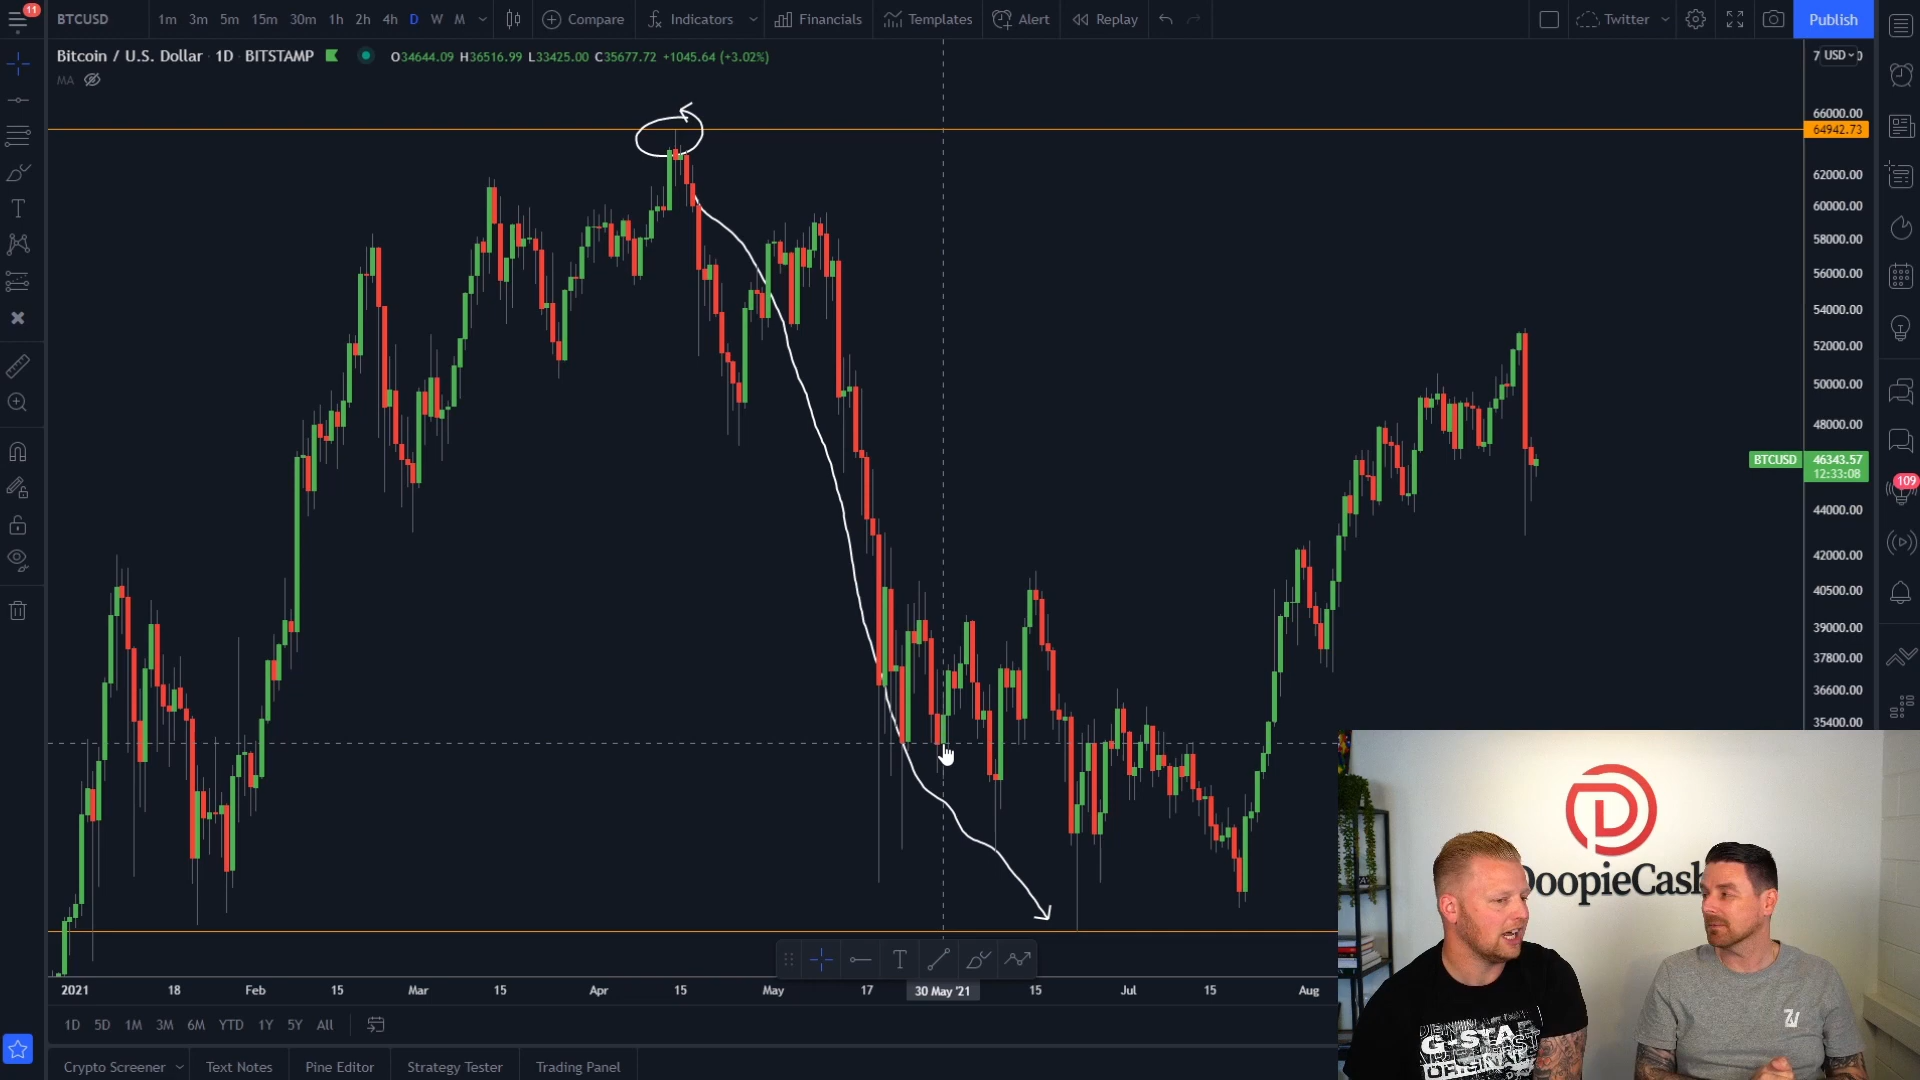 11
BTCUSD 1m 3m 5m 15m 30m 1h 2h 4h D W M Compare Indicators Financials Templates Alert Replay Twitter Publish
Bitcoin / U.S. Dollar · 1D · BITSTAMP O34644.09 H36516.99 L33425.00 C35677.72 +1045.64 (+3.02%)
USD
MA
66000.00
64942.73
62000.00
60000.00
58000.00
56000.00
54000.00
52000.00
50000.00
48000.00
BTCUSD 46343.57
12:33:08
109
44000.00
42000.00
40500.00
39000.00
37800.00
36600.00
35400.00
DoopieCash
T
2021 18 Feb 15 Mar 15 Apr 15 May 17 30 May '21 15 Jul 15 Aug
1D 5D 1M 3M 6M YTD 1Y 5Y All
G-STAR
Crypto Screener Text Notes Pine Editor Strategy Tester Trading Panel